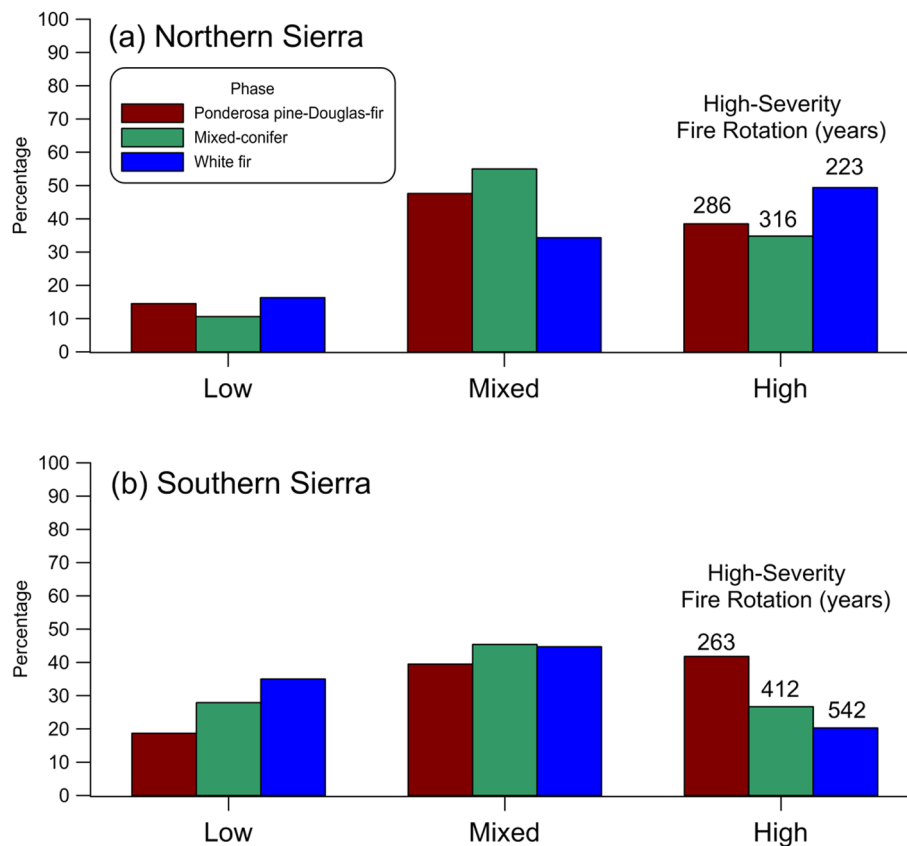 (a) Northern Sierra
Phase
Ponderosa pine-Douglas-fir
Mixed-conifer
White fir
High-Severity
Fire Rotation (years)
286
316
223
Percentage
100
90
80
70
60
50
40
30
20
10
0
Low
Mixed
High
(b) Southern Sierra
High-Severity
Fire Rotation (years)
263
412
542
Percentage
100
90
80
70
60
50
40
30
20
10
0
Low
Mixed
High